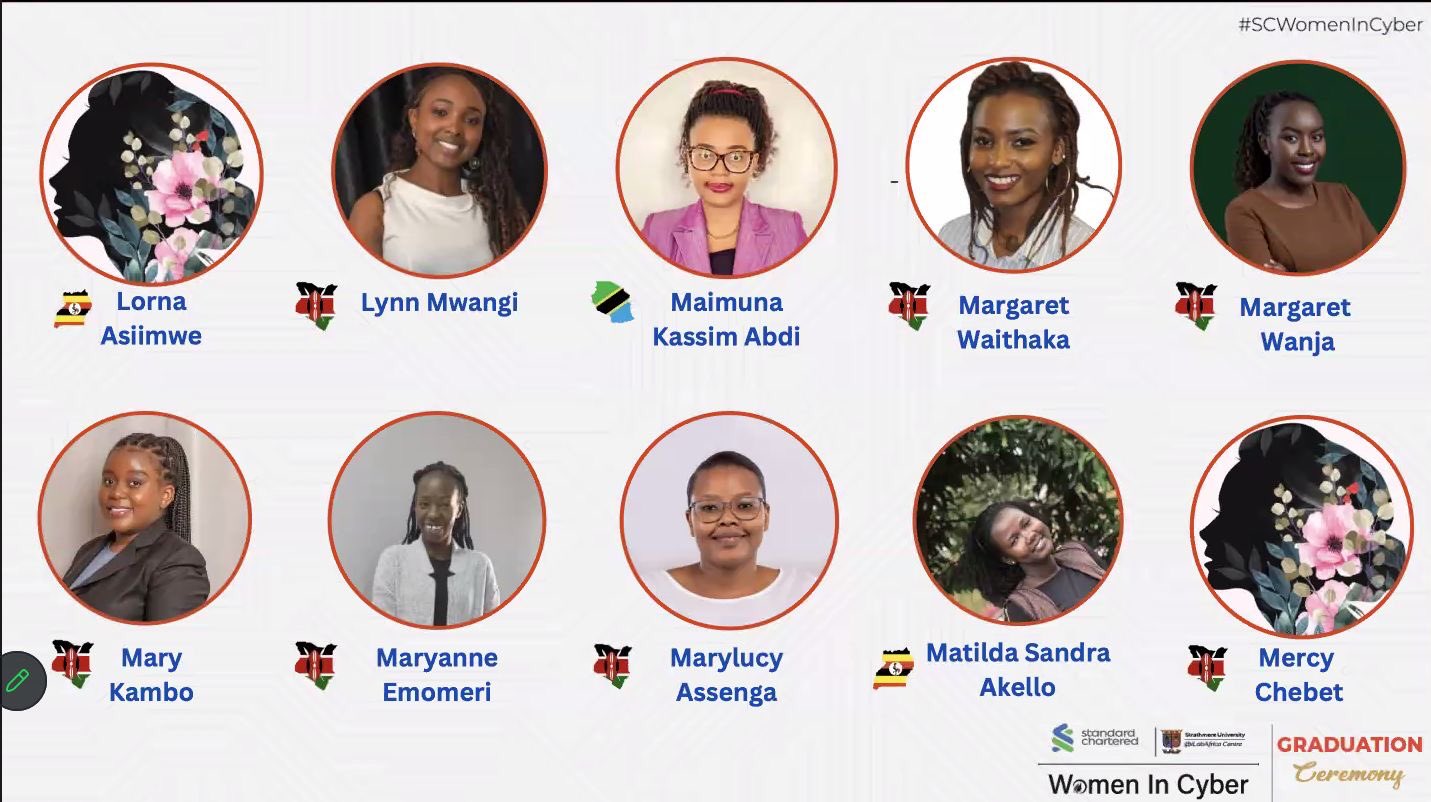 #SCWomenInCyber
Lorna
Asiimwe
Lynn Mwangi
Maimuna
Kassim Abdi
-
Margaret
Waithaka
Margaret
Wanja
Mary
Kambo
Maryanne
Emomeri
Marylucy
Assenga
Matilda Sandra
Akello
Mercy
Chebet
standard
chartered
Strathmore University
@iLabAfrica Centre
Women In Cyber
GRADUATION
Ceremony